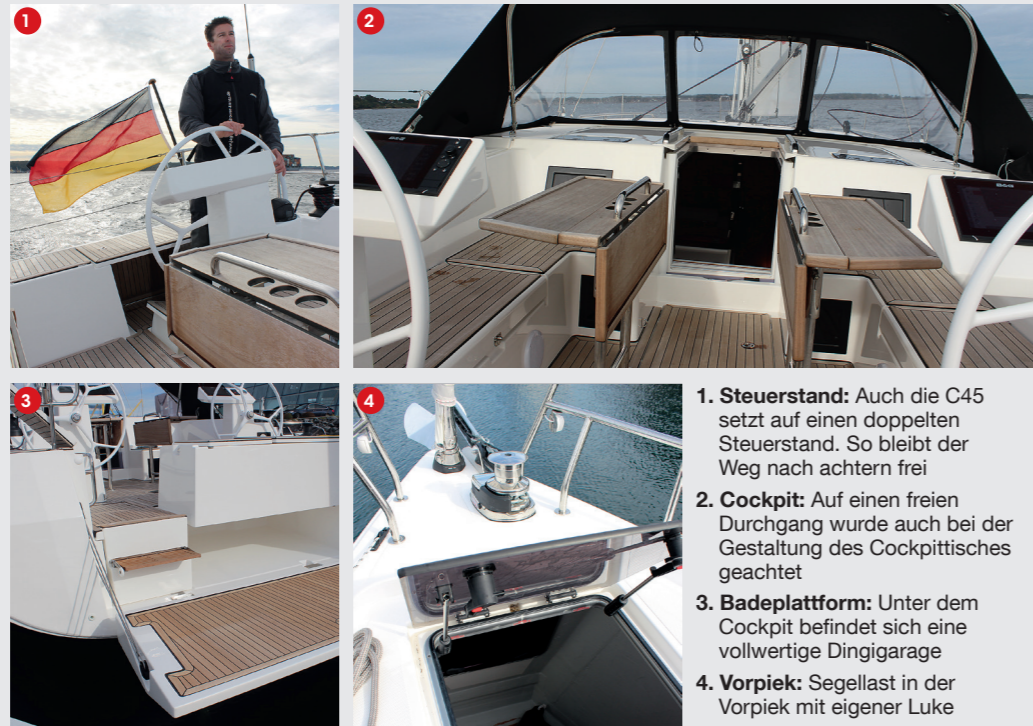 1
2
3
4
1. Steuerstand: Auch die C45
setzt auf einen doppelten
Steuerstand. So bleibt der
Weg nach achtern frei
2. Cockpit: Auf einen freien
Durchgang wurde auch bei der
Gestaltung des Cockpittisches
geachtet
3. Badeplattform: Unter dem
Cockpit befindet sich eine
vollwertige Dingigarage
4. Vorpiek: Segellast in der
Vorpiek mit eigener Luke